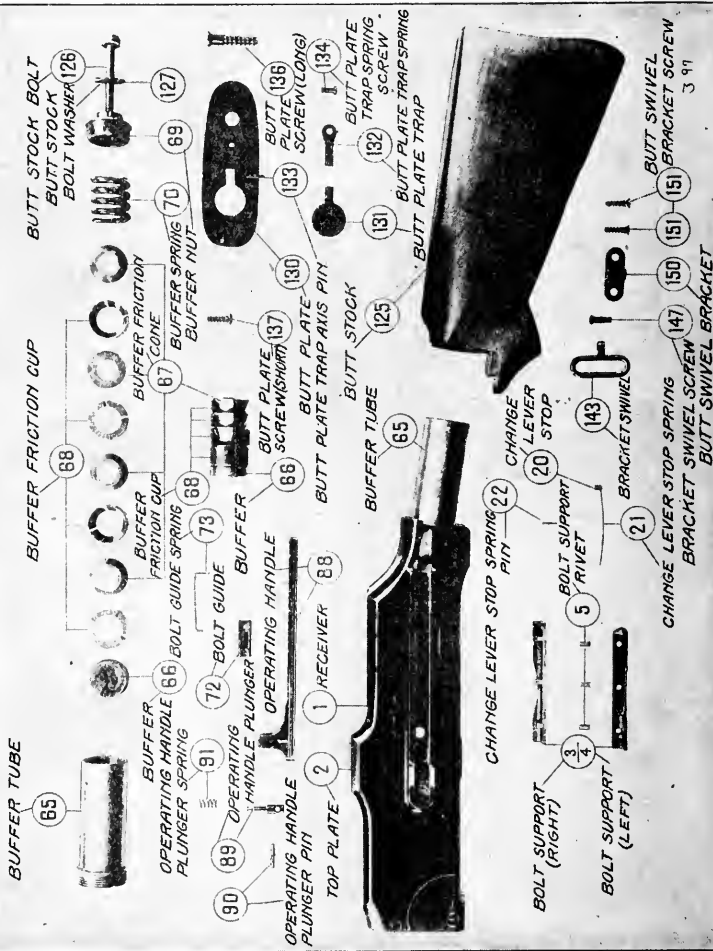 BUFFER TUBE
65
BUFFER FRICTION CUP
68
BUTT STOCK BOLT
BUTT STOCK
BOLT WASHER
126
127
69
70
BUFFER SPRING
BUFFER NUT
BUFFER FRICTION
CONE
67
BUFFER
66
BUFFER
FRICTION CUP
68
BOLT GUIDE SPRING
73
72
BOLT GUIDE
BUFFER
66
OPERATING HANDLE
PLUNGER SPRING
91
OPERATING
HANDLE PLUNGER
89
90
OPERATING HANDLE
PLUNGER PIN
OPERATING HANDLE
88
137
BUTT PLATE
SCREW(SHORT)
136
BUTT
PLATE
SCREW(LONG)
130
133
BUTT PLATE
BUTT PLATE TRAP AXIS PIN
134
BUTT PLATE
TRAP SPRING
SCREW
132
BUTT PLATE TRAP SPRING
131
BUTT PLATE TRAP
TOP PLATE
2
1
RECEIVER
BUFFER TUBE
65
BUTT STOCK
125
BOLT SUPPORT
(RIGHT)
3
4
BOLT SUPPORT
(LEFT)
5
BOLT SUPPORT
RIVET
CHANGE LEVER STOP SPRING
PIN
22
CHANGE
LEVER
STOP
20
21
CHANGE LEVER STOP SPRING
143
BRACKET SWIVEL
147
BRACKET SWIVEL SCREW
150
BUTT SWIVEL BRACKET
151
151
BUTT SWIVEL
BRACKET SCREW
397